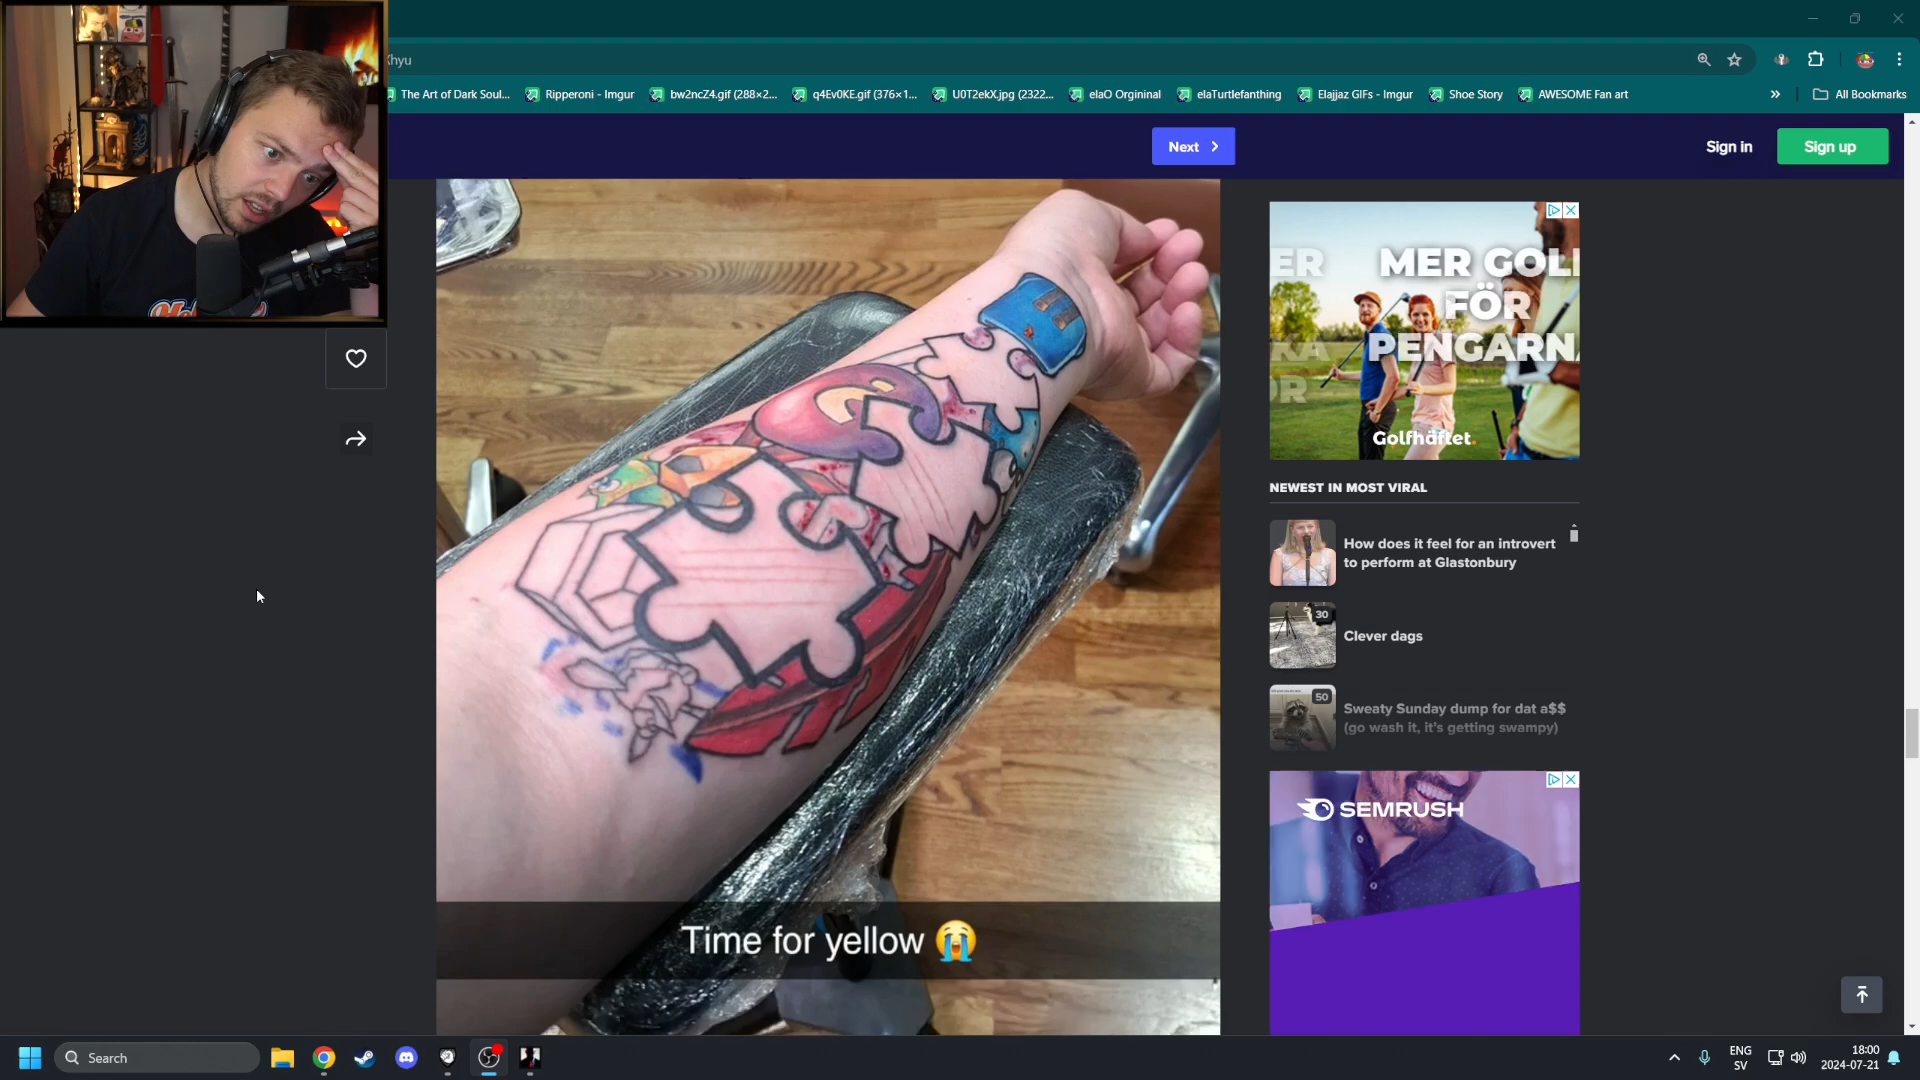 Khyu
The Art of Dark Soul...
Ripperoni - Imgur
bw2ncZ4.gif (288×2...
q4Ev0KE.gif (376×1...
U0T2ekX.jpg (2322...
elaO Orgininal
elaTurtlefanthing
Elajjaz GIFs - Imgur
Shoe Story
AWESOME Fan art
»
All Bookmarks
Next
Sign in
Sign up
MER GOL
FÖR
PENGARNA
Golfhäftet.
NEWEST IN MOST VIRAL
How does it feel for an introvert
to perform at Glastonbury
30
Clever dags
50
Sweaty Sunday dump for dat a$$
(go wash it, it's getting swampy)
SEMRUSH
Time for yellow 😭
Search
ENG
SV
18:00
2024-07-21